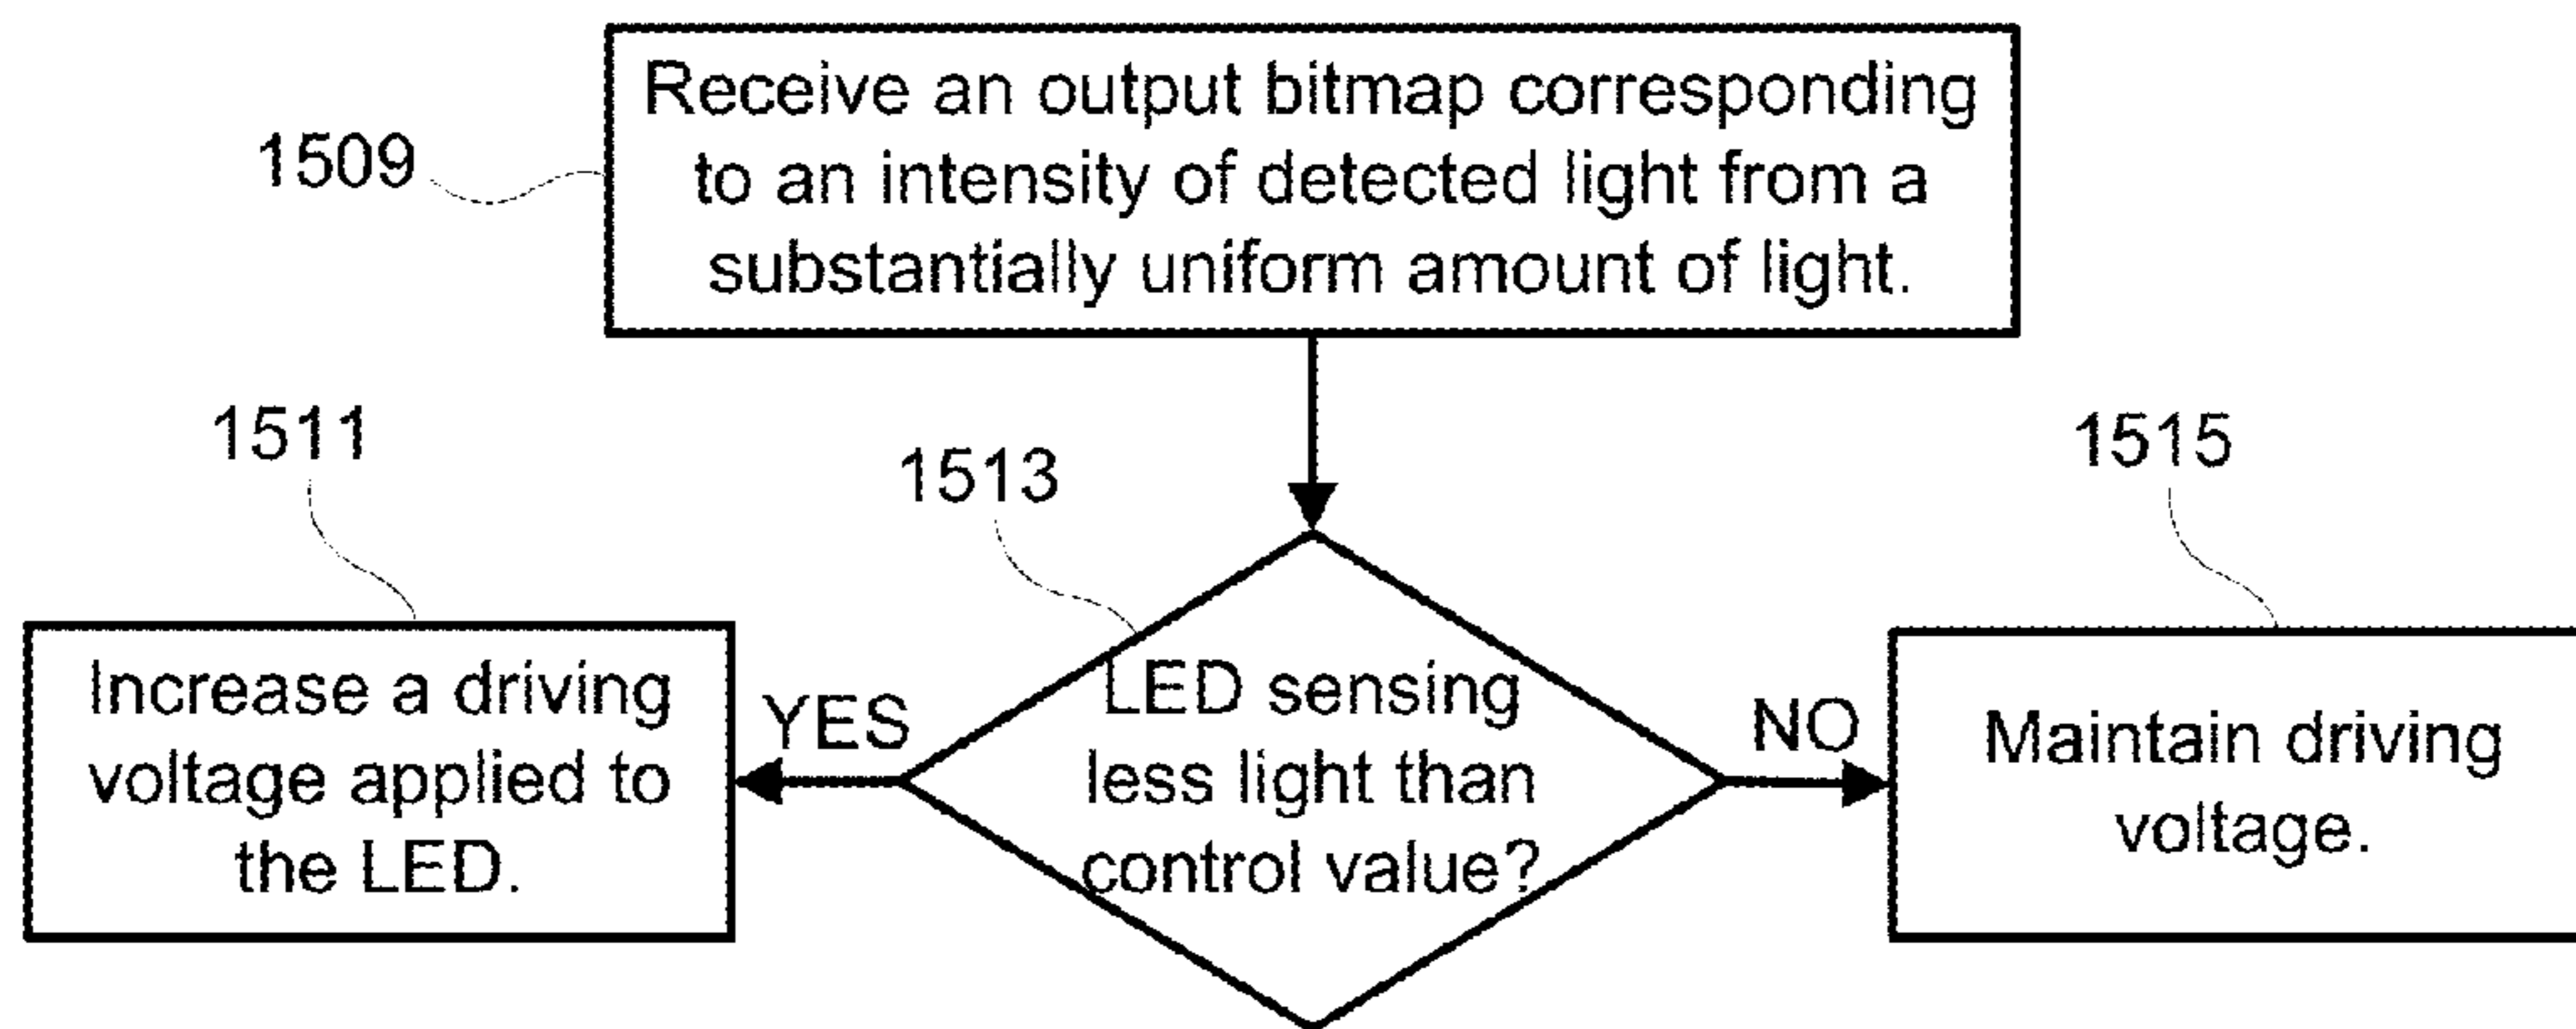 Receive an output bitmap corresponding
to an intensity of detected light from a
substantially uniform amount of light.
1509
1511
1513
1515
Increase a driving
voltage applied to
the LED.
YES
LED sensing
less light than
control value?
NO
Maintain driving
voltage.